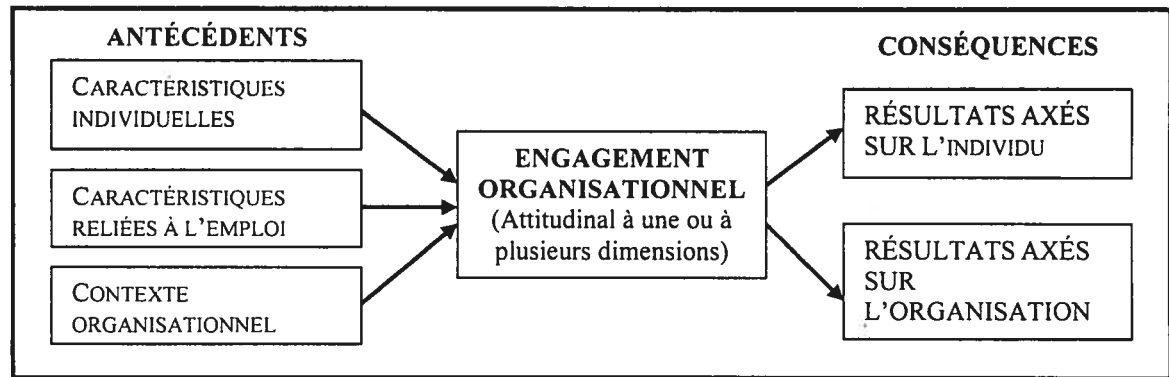 ANTÉCÉDENTS
CARACTÉRISTIQUES
INDIVIDUELLES
CARACTÉRISTIQUES
RELIÉES À L'EMPLOI
CONTEXTE
ORGANISATIONNEL
ENGAGEMENT
ORGANISATIONNEL
(Attitudinal à une ou à
plusieurs dimensions)
CONSÉQUENCES
RÉSULTATS AXÉS
SUR L'INDIVIDU
RÉSULTATS AXÉS
SUR
L'ORGANISATION